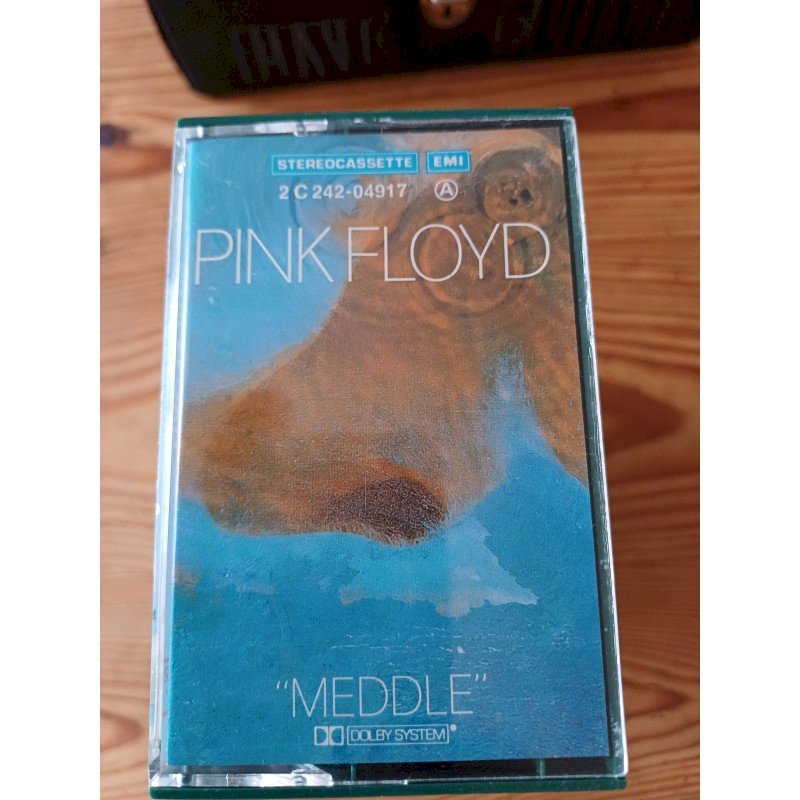 STEREOCASSETTE EMI
2 C 242-04917 A
PINK FLOYD
"MEDDLE"
DOLBY SYSTEM